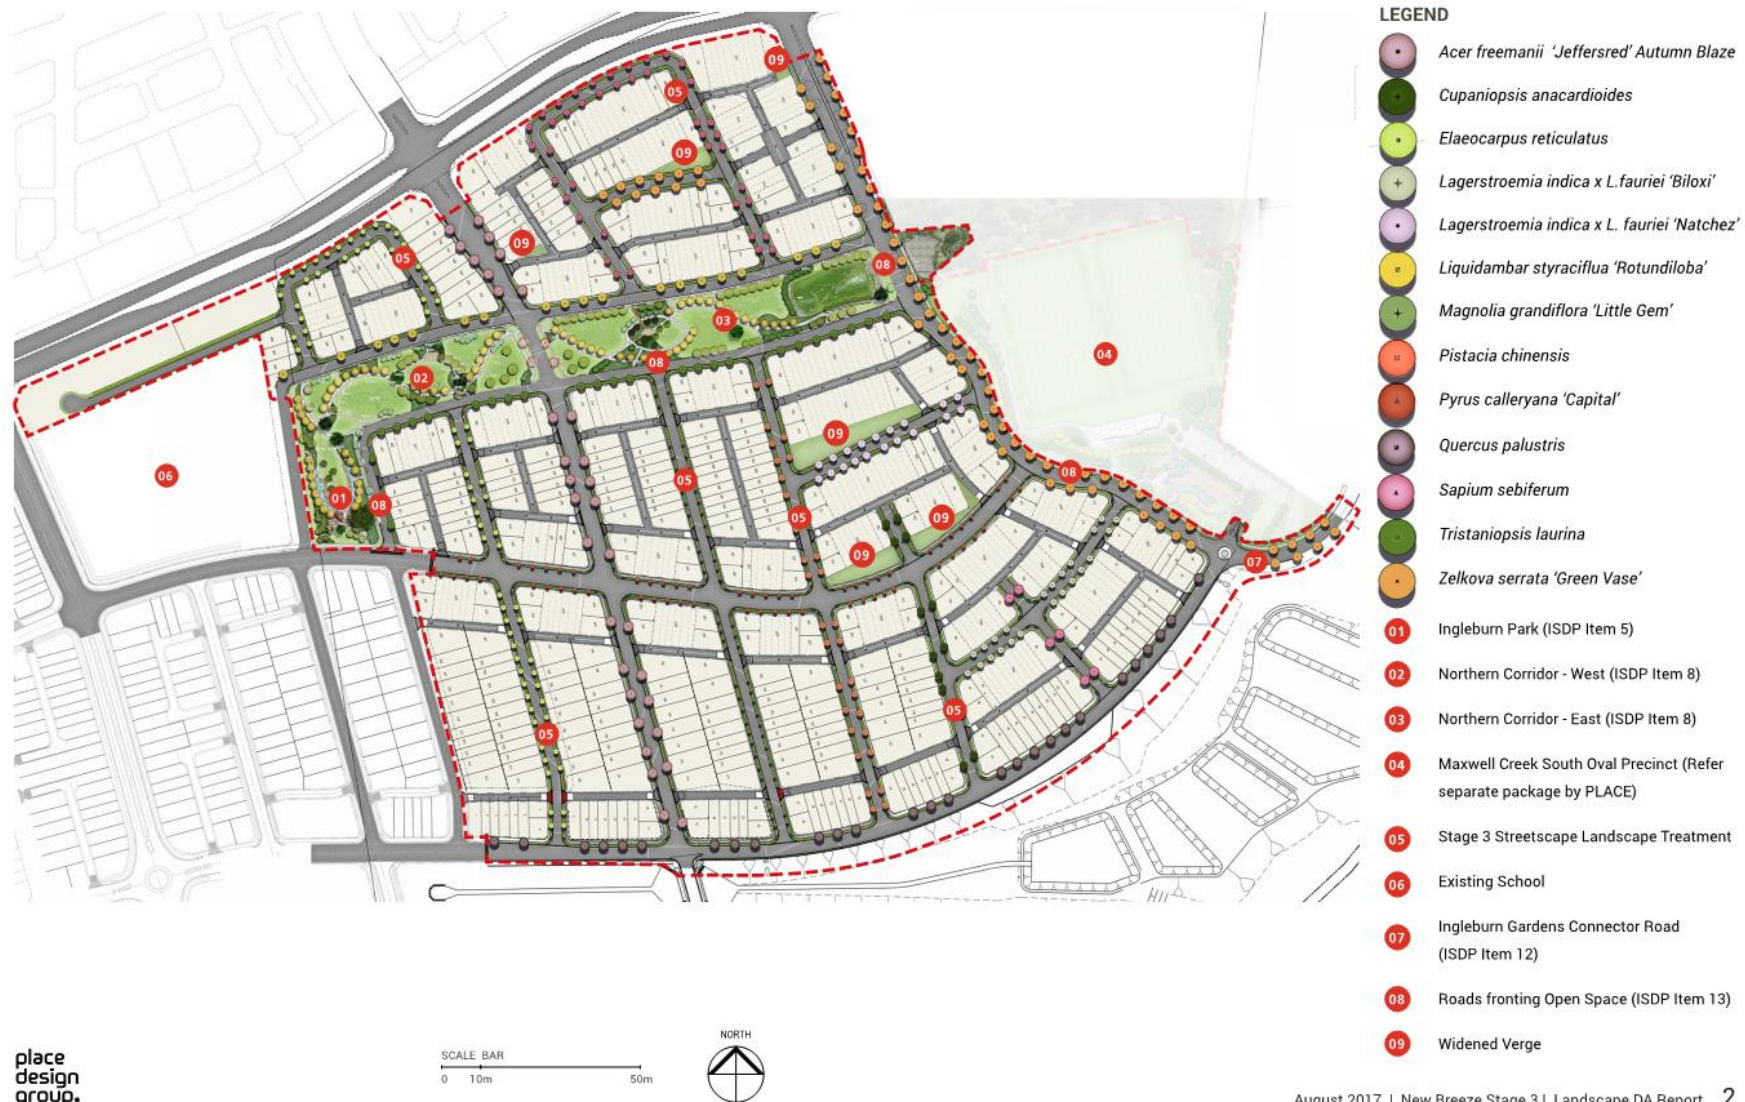 LEGEND
Acer freemanii 'Jeffersred' Autumn Blaze
Cupaniopsis anacardioides
Elaeocarpus reticulatus
Lagerstroemia indica x L.fauriei 'Biloxi'
Lagerstroemia indica x L. fauriei 'Natchez'
Liquidambar styraciflua 'Rotundiloba'
Magnolia grandiflora 'Little Gem'
Pistacia chinensis
Pyrus calleryana 'Capital'
Quercus palustris
Sapium sebiferum
Tristaniopsis laurina
Zelkova serrata 'Green Vase'
01 Ingleburn Park (ISDP Item 5)
02 Northern Corridor - West (ISDP Item 8)
03 Northern Corridor - East (ISDP Item 8)
04 Maxwell Creek South Oval Precinct (Refer
separate package by PLACE)
05 Stage 3 Streetscape Landscape Treatment
06 Existing School
07 Ingleburn Gardens Connector Road
(ISDP Item 12)
08 Roads fronting Open Space (ISDP Item 13)
09 Widened Verge
09
05
09
09
05
08
03
04
08
02
09
06
05
08
01
08
05
09
09
07
05
05
place
design
group.
SCALE BAR
0 10m 50m
NORTH
August 2017 | New Breeze Stage 3 | Landscape DA Report 2